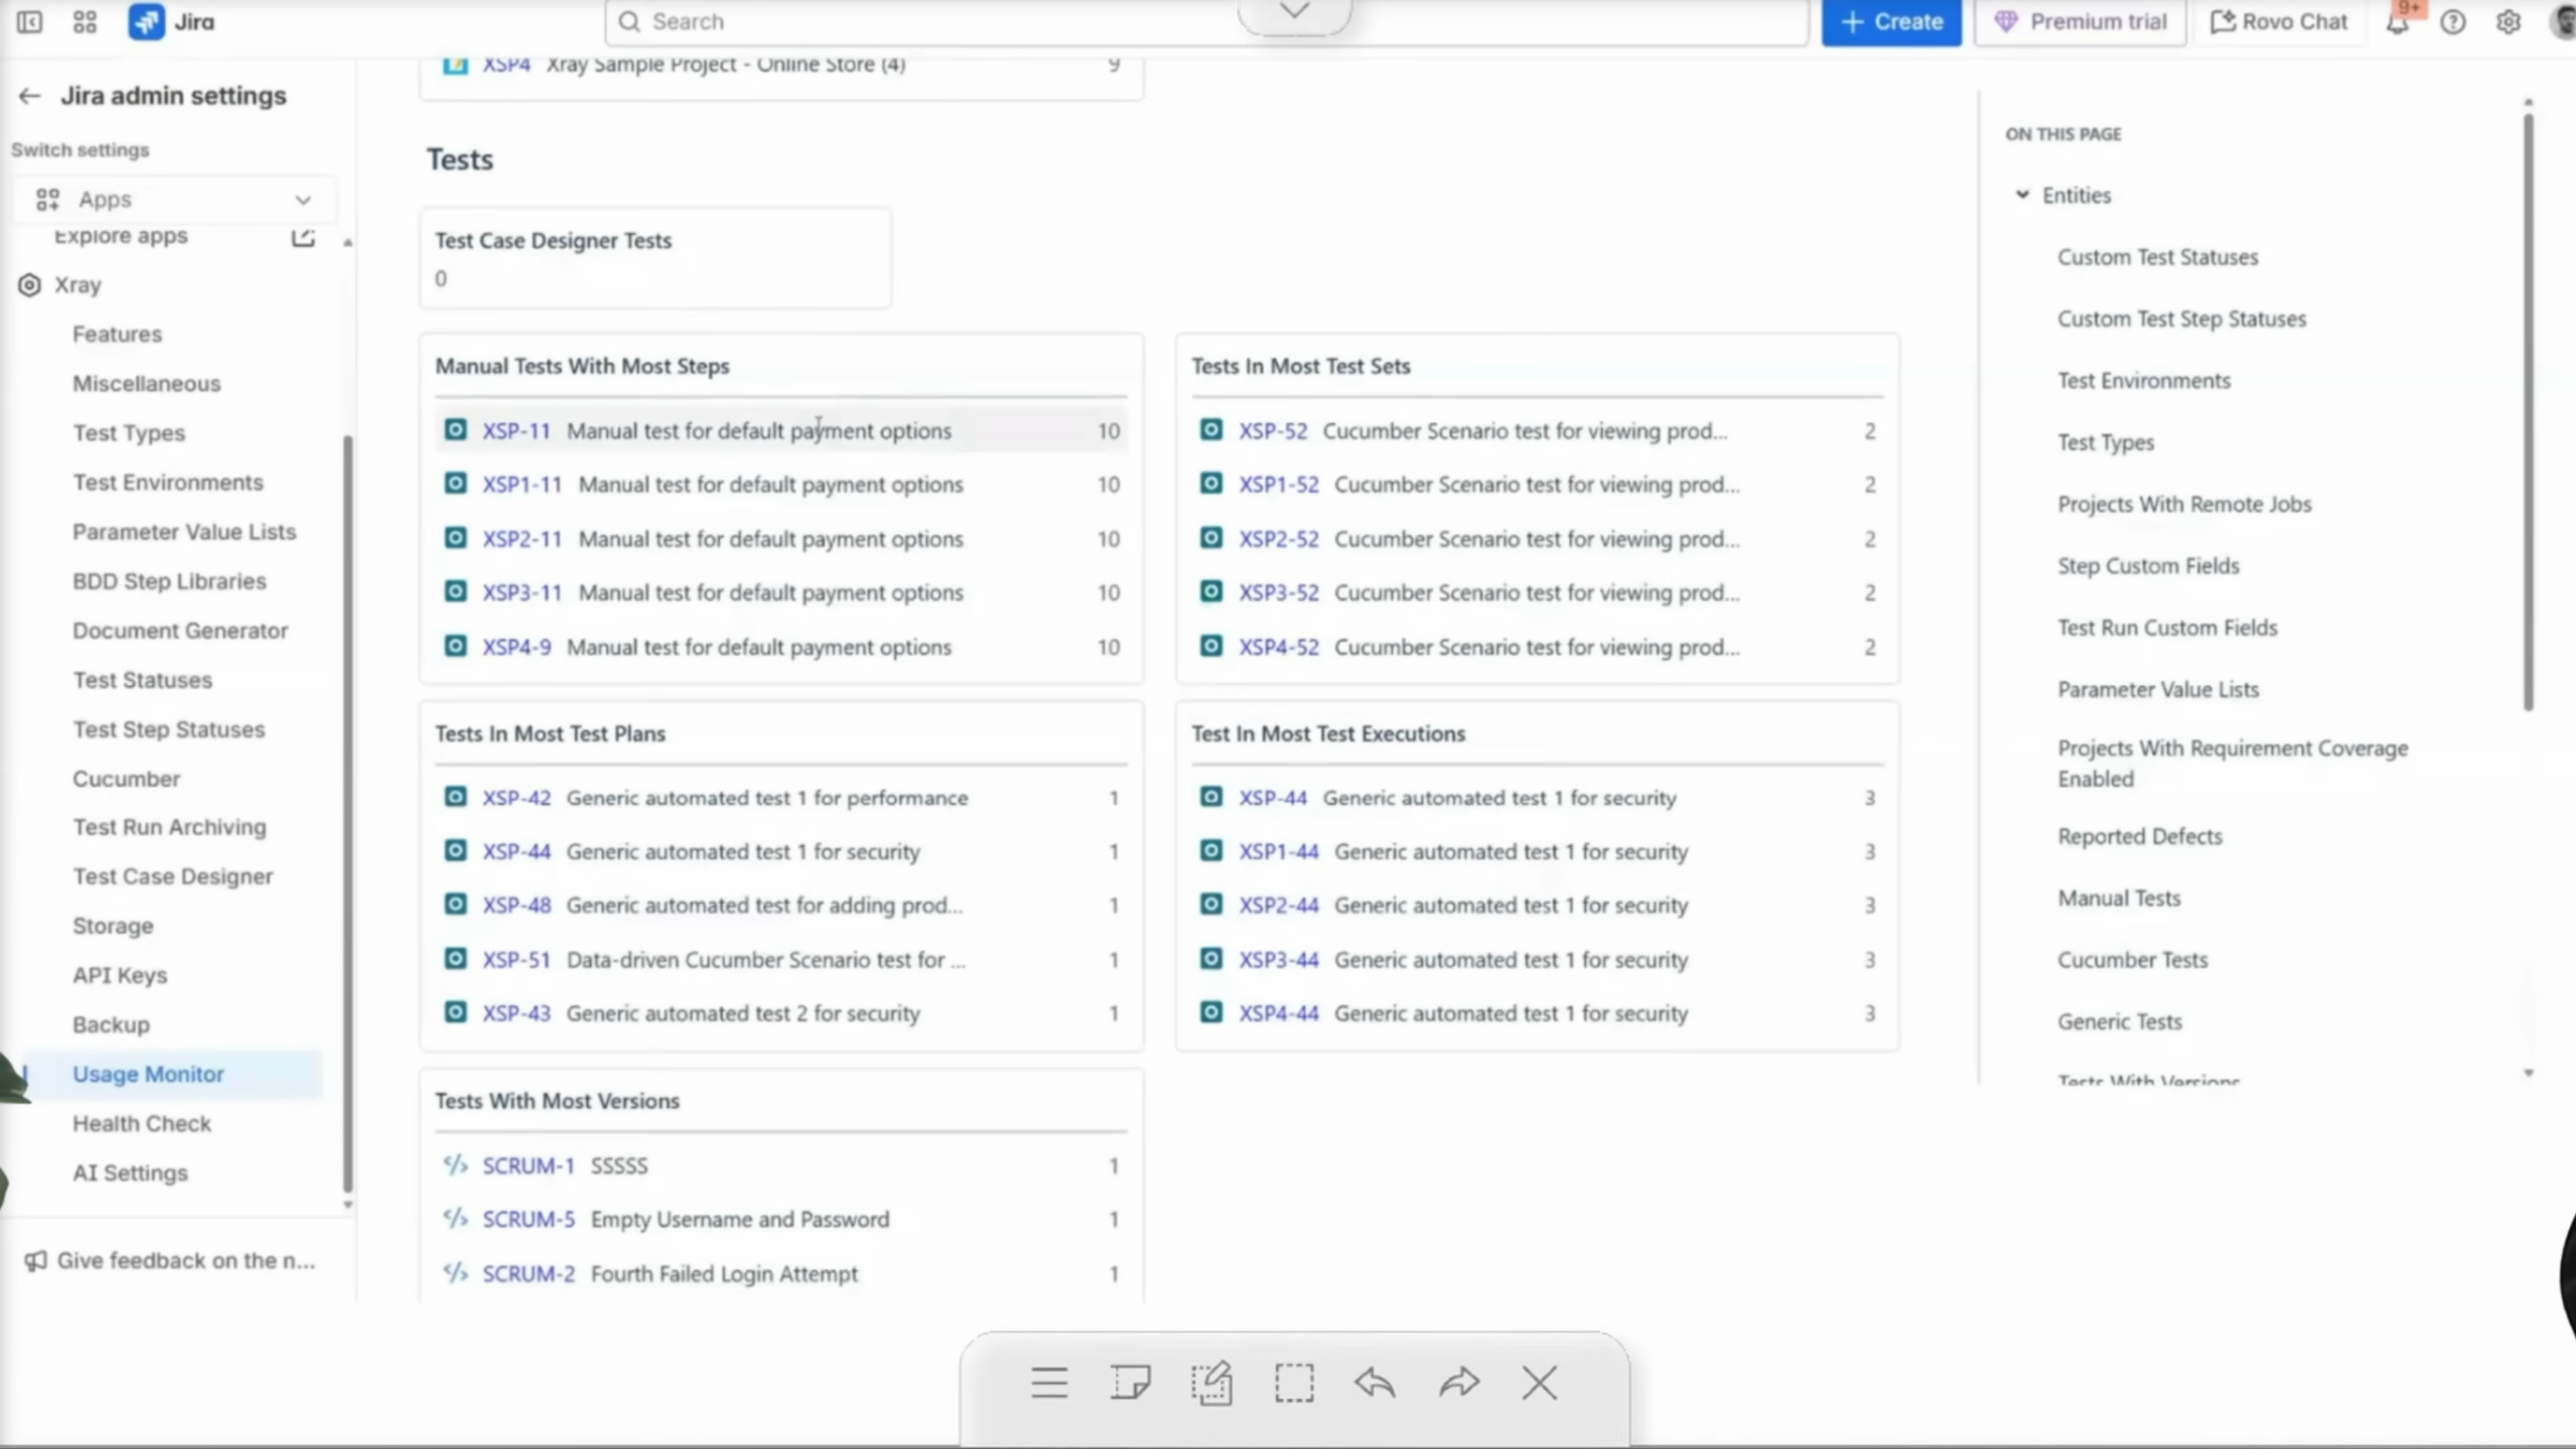 Jira
Search
Create
Premium trial
Rovo Chat
9+
Jira admin settings
Switch settings
Apps
Explore apps
Xray
Features
Miscellaneous
Test Types
Test Environments
Parameter Value Lists
BDD Step Libraries
Document Generator
Test Statuses
Test Step Statuses
Cucumber
Test Run Archiving
Test Case Designer
Storage
API Keys
Backup
Usage Monitor
Health Check
AI Settings
Give feedback on the n...
XSP4 Xray Sample Project - Online Store (4) 9
Tests
Test Case Designer Tests
0
Manual Tests With Most Steps
XSP-11 Manual test for default payment options 10
XSP1-11 Manual test for default payment options 10
XSP2-11 Manual test for default payment options 10
XSP3-11 Manual test for default payment options 10
XSP4-9 Manual test for default payment options 10
Tests In Most Test Sets
XSP-52 Cucumber Scenario test for viewing prod... 2
XSP1-52 Cucumber Scenario test for viewing prod... 2
XSP2-52 Cucumber Scenario test for viewing prod... 2
XSP3-52 Cucumber Scenario test for viewing prod... 2
XSP4-52 Cucumber Scenario test for viewing prod... 2
Tests In Most Test Plans
XSP-42 Generic automated test 1 for performance 1
XSP-44 Generic automated test 1 for security 1
XSP-48 Generic automated test for adding prod... 1
XSP-51 Data-driven Cucumber Scenario test for ... 1
XSP-43 Generic automated test 2 for security 1
Test In Most Test Executions
XSP-44 Generic automated test 1 for security 3
XSP1-44 Generic automated test 1 for security 3
XSP2-44 Generic automated test 1 for security 3
XSP3-44 Generic automated test 1 for security 3
XSP4-44 Generic automated test 1 for security 3
Tests With Most Versions
SCRUM-1 SSSSS 1
SCRUM-5 Empty Username and Password 1
SCRUM-2 Fourth Failed Login Attempt 1
ON THIS PAGE
Entities
Custom Test Statuses
Custom Test Step Statuses
Test Environments
Test Types
Projects With Remote Jobs
Step Custom Fields
Test Run Custom Fields
Parameter Value Lists
Projects With Requirement Coverage
Enabled
Reported Defects
Manual Tests
Cucumber Tests
Generic Tests
Tests With Versions